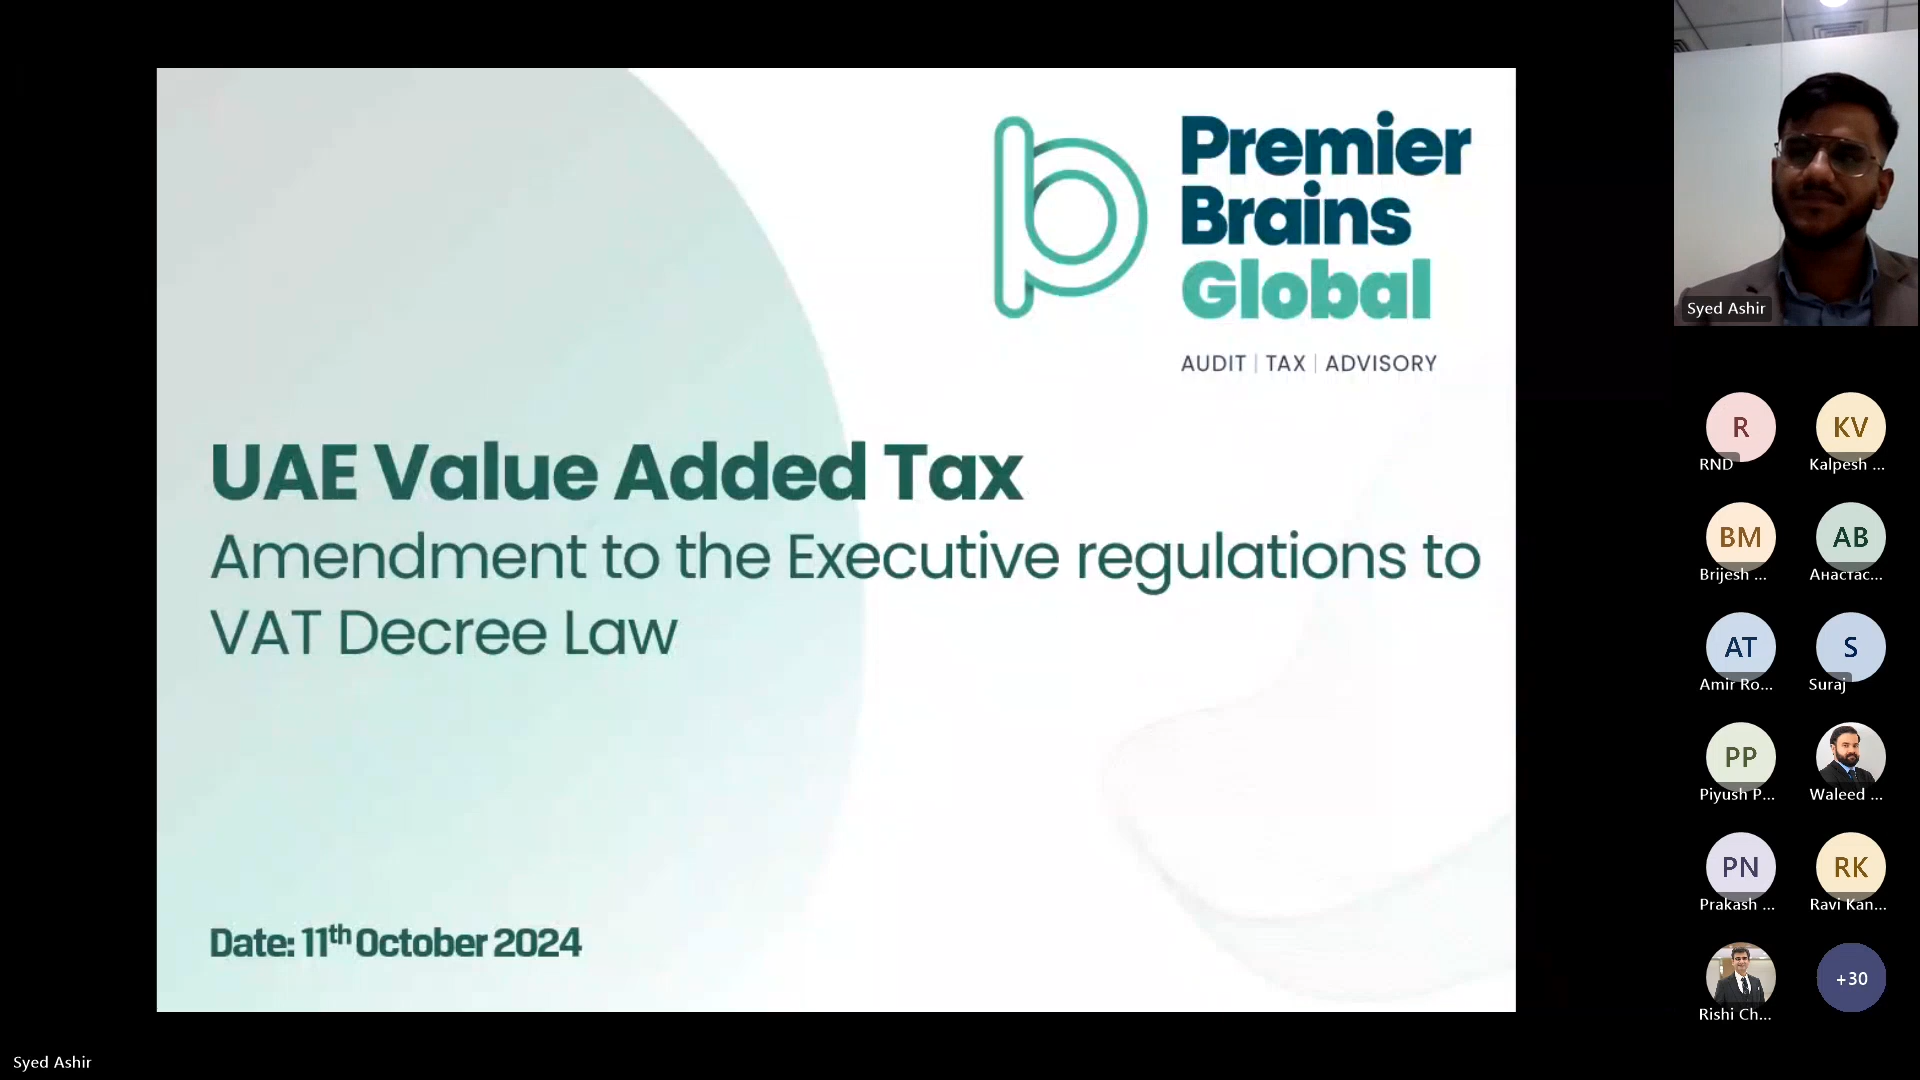 Premier
Brains
Global
AUDIT | TAX | ADVISORY
UAE Value Added Tax
Amendment to the Executive regulations to
VAT Decree Law
Date: 11th October 2024
Syed Ashir
R
RND
KV
Kalpesh ...
BM
Brijesh ...
AB
Анастас...
AT
Amir Ro...
S
Suraj
PP
Piyush P...
Waleed ...
PN
Prakash ...
RK
Ravi Kan...
Rishi Ch...
+30
Syed Ashir